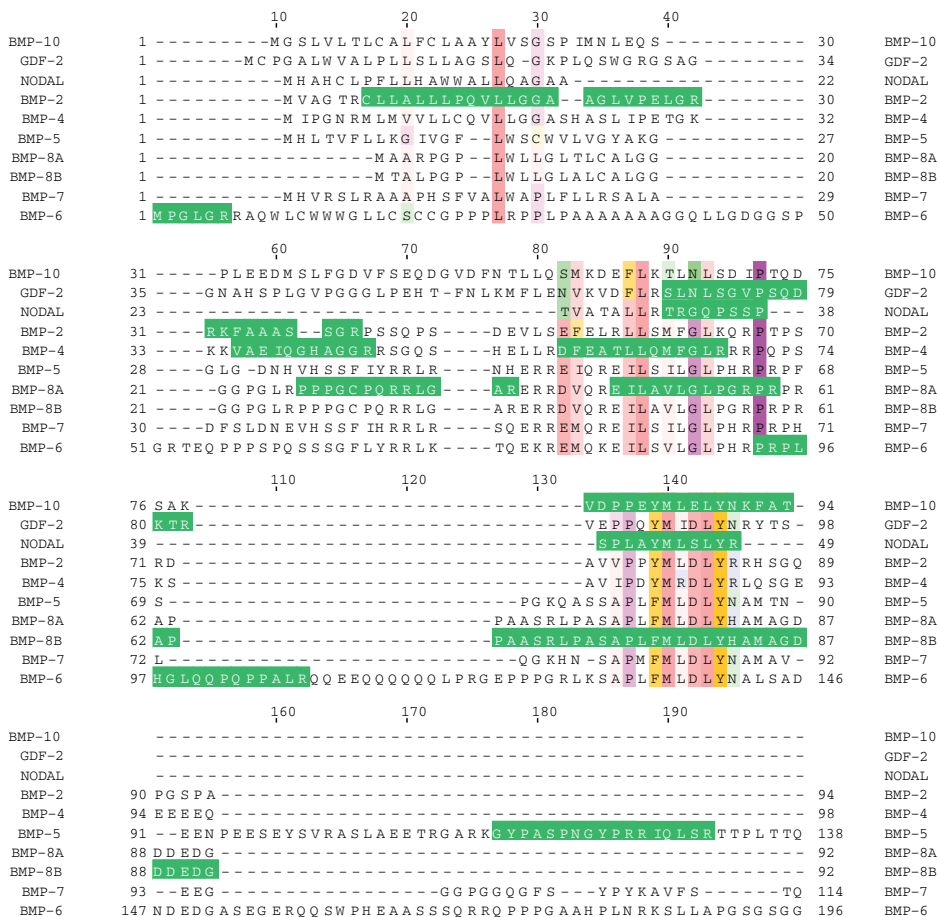 10 20 30 40
BMP-10 1 ---------MGSLVLTLCALFCLAAYLVSGSPIMNLEQS----------- 30 BMP-10
GDF-2 1 -------MCPGALWVALPLLSLLAGSLQ-GKPLQSWGRGSAG-------- 34 GDF-2
NODAL 1 ----------MHAHCLPFLLHAWWALLQAGAA------------------ 22 NODAL
BMP-2 1 ----------MVAGTRCLLALLLPQVLLGGA--AGLVPELGR-------- 30 BMP-2
BMP-4 1 ----------MIPGNRMLMVVLLCQVLLGGASHASLIPETGK-------- 32 BMP-4
BMP-5 1 ----------MHLTVFLLKGIVGF--LWSCWVLVGYAKG----------- 27 BMP-5
BMP-8A 1 -----------------MAARPGP--LWLLGLTLCALGG----------- 20 BMP-8A
BMP-8B 1 -----------------MTALPGP--LWLLGLALCALGG----------- 20 BMP-8B
BMP-7 1 ----------MHVRSLRAAAPHSFVALWAPLFLLRSALA----------- 29 BMP-7
BMP-6 1 MPGLGRRAQWLCWWWGLLCSCCGPPPLRPPLPAAAAAAAGGQLLGDGGSP 50 BMP-6
60 70 80 90
BMP-10 31 -----PLEEDMSLFGDVFSEQDGVDFNTLLQSMKDEFLKTLNLSDIPTQD 75 BMP-10
GDF-2 35 ----GNAHSPLGVPGGGLPEHT-FNLKMFLENVKVDFLRSLNLSGVPSQD 79 GDF-2
NODAL 23 -------------------------------TVATALLRTRGQPSSP--- 38 NODAL
BMP-2 31 ----RKFAAAS--SGRPSSQPS----DEVLSEFELRLLSMFGLKQRPTPS 70 BMP-2
BMP-4 33 ----KKVAEIQGHAGGRRSGQS----HELLRDFEATLLQMFGLRRRPQPS 74 BMP-4
BMP-5 28 ----GLG-DNHVHSSFIYRRLR----NHERREIQREILSILGLPHRPRPF 68 BMP-5
BMP-8A 21 ----GGPGLRPPPGCPQRRLG-----ARERRDVQREILAVLGLPGRPRPR 61 BMP-8A
BMP-8B 21 ----GGPGLRPPPGCPQRRLG-----ARERRDVQREILAVLGLPGRPRPR 61 BMP-8B
BMP-7 30 ----DFSLDNEVHSSFIHRRLR----SQERREMQREILSILGLPHRPRPH 71 BMP-7
BMP-6 51 GRTEQPPPSPQSSSGFLYRRLK----TQEKREMQKEILSVLGLPHRPRPL 96 BMP-6
110 120 130 140
BMP-10 76 SAK------------------------------VDPPEYMLELYNKFAT- 94 BMP-10
GDF-2 80 KTR------------------------------VEPPQYMIDLYNRYTS- 98 GDF-2
NODAL 39 ----------------------------------SPLAYMLSLYR----- 49 NODAL
BMP-2 71 RD-------------------------------AVVPPYMLDLYRRHSGQ 89 BMP-2
BMP-4 75 KS-------------------------------AVIPDYMRDLYRLQSGE 93 BMP-4
BMP-5 69 S---------------------------PGKQASSAPLFMLDLYNAMTN- 90 BMP-5
BMP-8A 62 AP------------------------PAASRLPASAPLFMLDLYHAMAGD 87 BMP-8A
BMP-8B 62 AP------------------------PAASRLPASAPLFMLDLYHAMAGD 87 BMP-8B
BMP-7 72 L---------------------------QGKHN-SAPMFMLDLYNAMAV- 92 BMP-7
BMP-6 97 HGLQQPQPPALRQQEEQQQQQQLPRGEPPPGRLKSAPLFMLDLYNALSAD 146 BMP-6
160 170 180 190
BMP-10 -------------------------------------------------- BMP-10
GDF-2 -------------------------------------------------- GDF-2
NODAL -------------------------------------------------- NODAL
BMP-2 90 PGSPA--------------------------------------------- 94 BMP-2
BMP-4 94 EEEEQ--------------------------------------------- 98 BMP-4
BMP-5 91 --EENPEESEYSVRASLAEETRGARKGYPASPNGYPRRIQLSRTTPLTTQ 138 BMP-5
BMP-8A 88 DDEDG--------------------------------------------- 92 BMP-8A
BMP-8B 88 DDEDG--------------------------------------------- 92 BMP-8B
BMP-7 93 --EEG-----------------GGPGGQGFS---YPYKAVFS------TQ 114 BMP-7
BMP-6 147 NDEDGASEGERQQSWPHEAASSSQRRQPPPGAAHPLNRKSLLAPGSGSGG 196 BMP-6